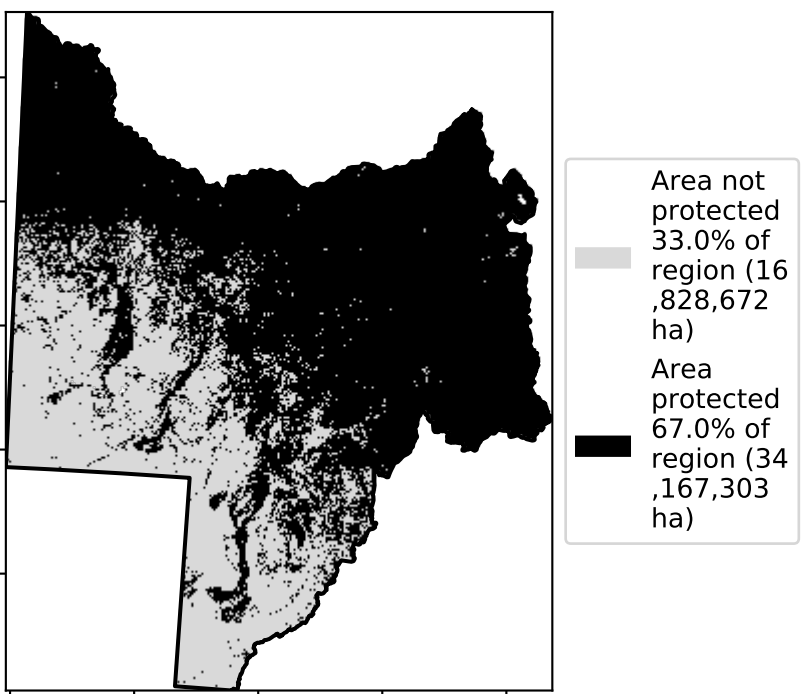 Area not
protected
33.0% of
region (16
,828,672
ha)
Area
protected
67.0% of
region (34
,167,303
ha)